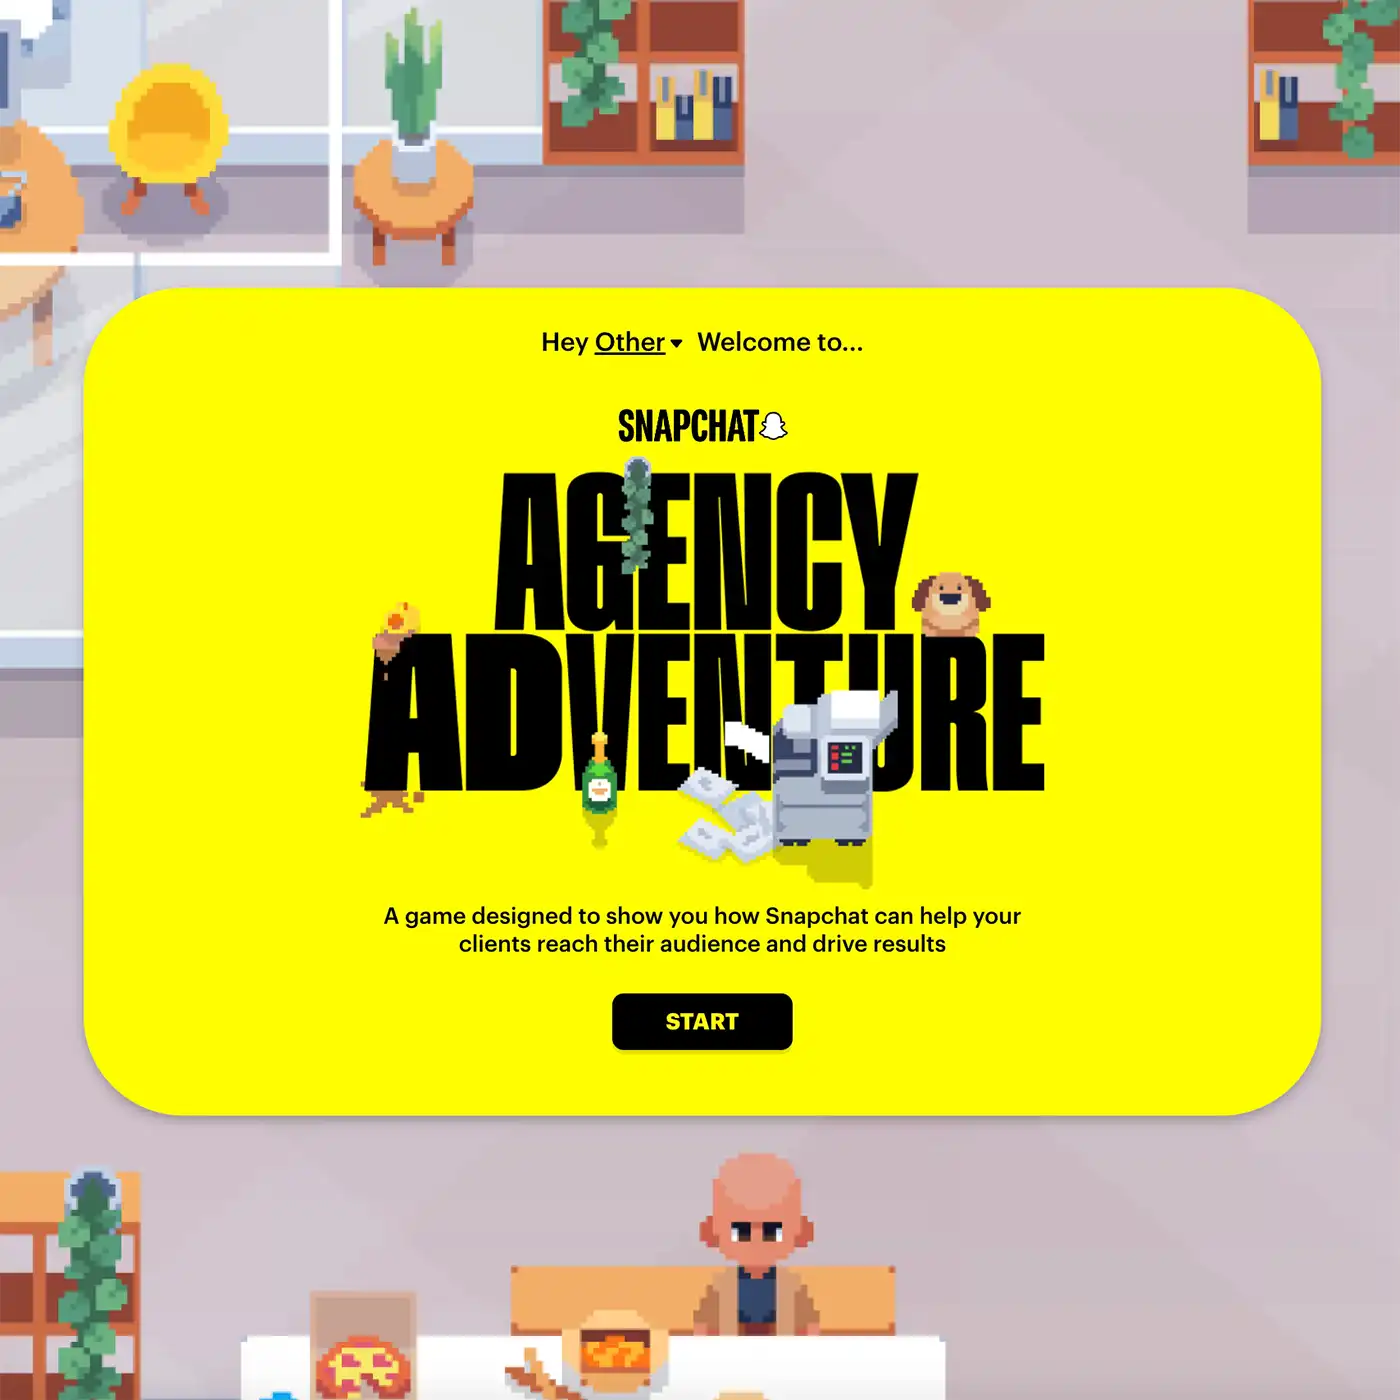 Hey Other Welcome to...
SNAPCHAT
AGENCY
ADVENTURE
A game designed to show you how Snapchat can help your
clients reach their audience and drive results
START